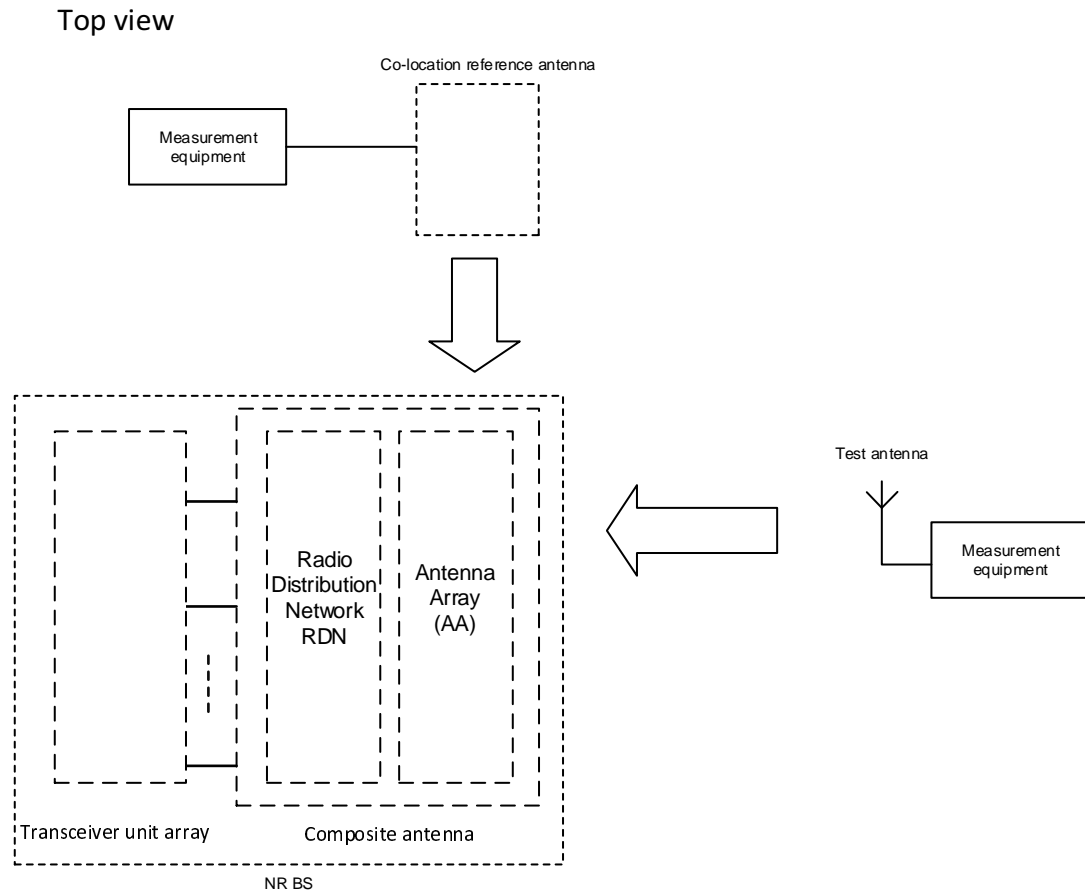 Top view
Co-location reference antenna
Measurement
equipment
Test antenna
Measurement
equipment
Radio
Distribution
Network
RDN
Antenna
Array
(AA)
Transceiver unit array
Composite antenna
NR BS